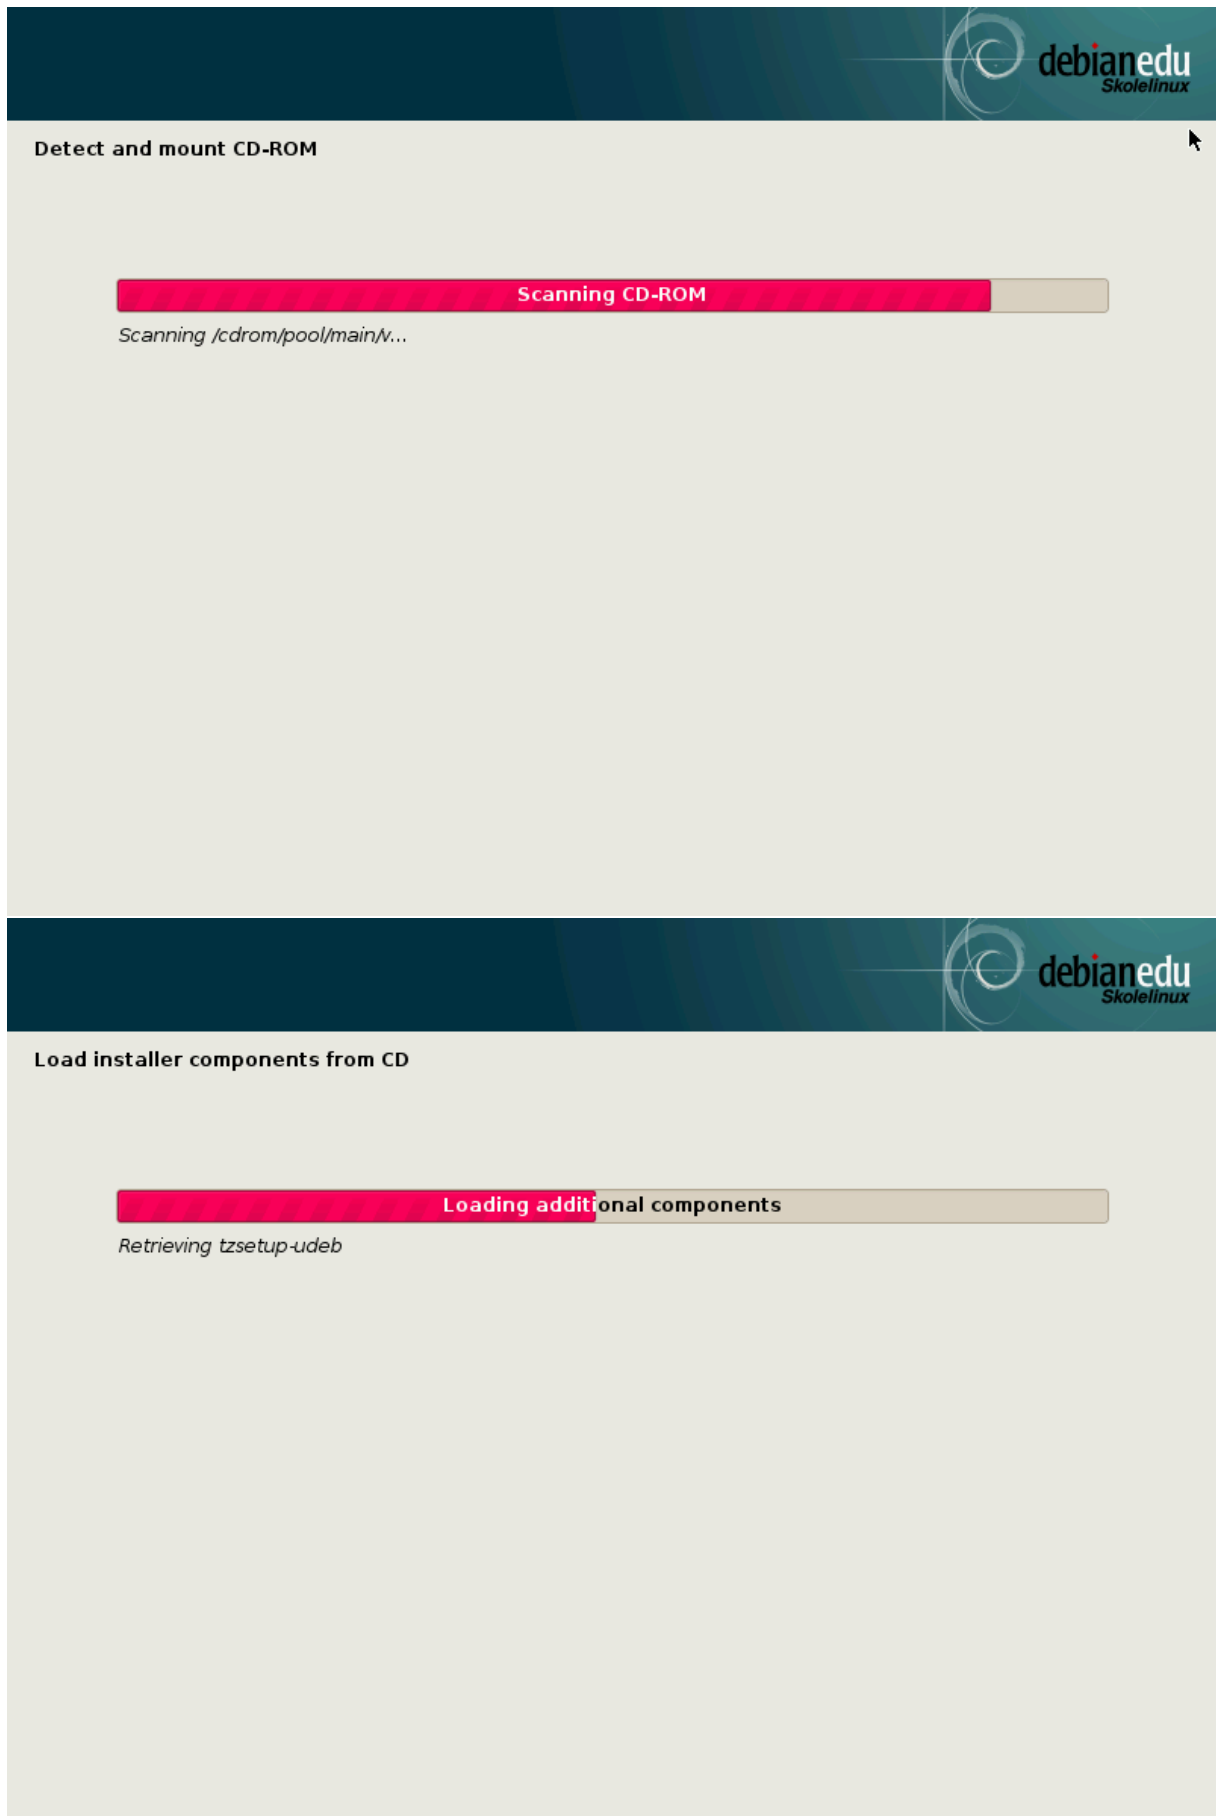 debianedu
Skolelinux
Detect and mount CD-ROM
Scanning CD-ROM
Scanning /cdrom/pool/main/v...
debianedu
Skolelinux
Load installer components from CD
Loading additional components
Retrieving tzsetup-udeb